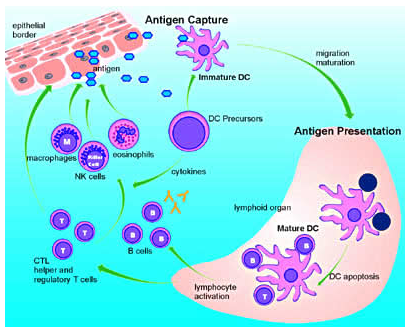 epithelial
border
Antigen Capture
antigen
Immature DC
migration
maturation
DC Precursors
Antigen Presentation
M
Killer
Cell
macrophages
eosinophils
NK cells
cytokines
lymphoid organ
Mature DC
T
T
T
B
B
B
B cells
B
B
T
CTL
helper and
regulatory T cells
lymphocyte
activation
DC apoptosis